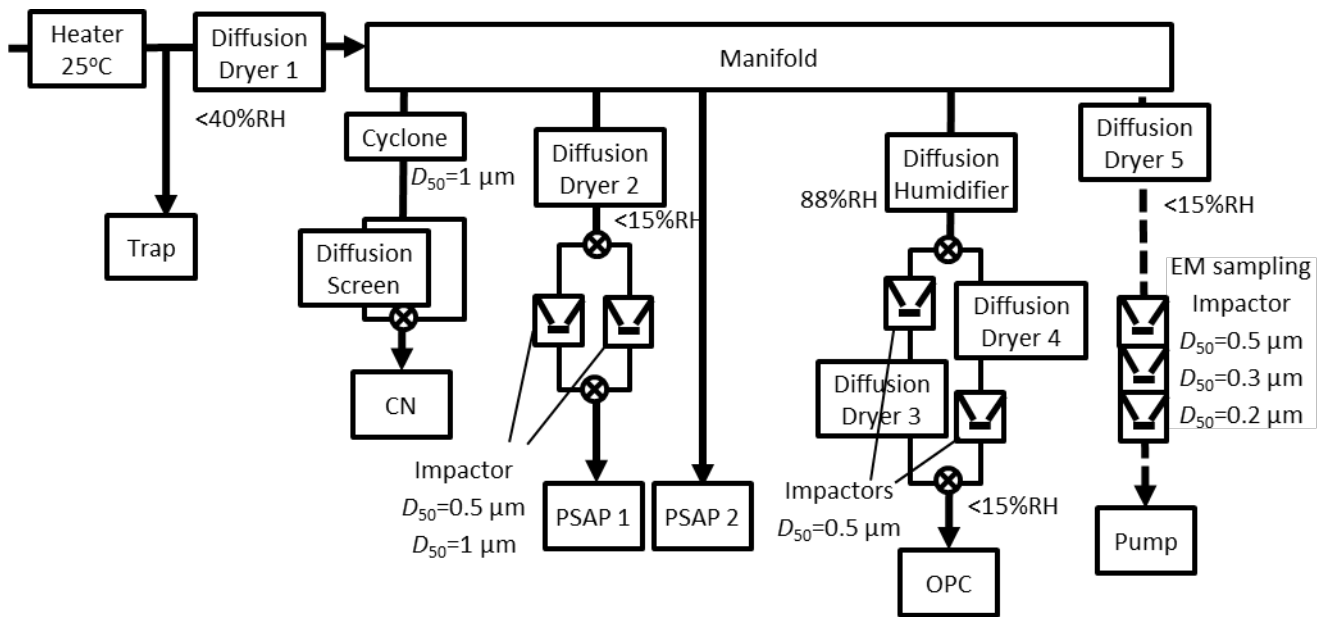 Heater
25°C
Diffusion
Dryer 1
Manifold
<40%RH
Trap
Cyclone
D50=1 μm
Diffusion
Screen
CN
Diffusion
Dryer 2
<15%RH
Impactor
D50=0.5 μm
D50=1 μm
PSAP 1
PSAP 2
Diffusion
Humidifier
88%RH
Diffusion
Dryer 3
Diffusion
Dryer 4
Impactors
D50=0.5 μm
<15%RH
OPC
Diffusion
Dryer 5
<15%RH
EM sampling
Impactor
D50=0.5 μm
D50=0.3 μm
D50=0.2 μm
Pump